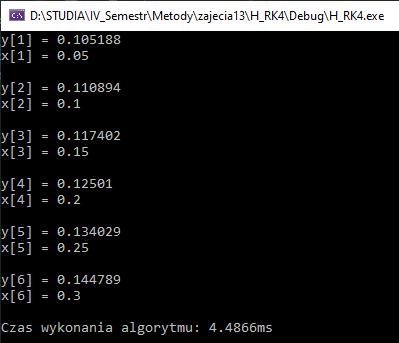 D:\STUDIA\IV_Semestr\Metody\zajecia13\H_RK4\Debug\H_RK4.exe
y[1] = 0.105188
x[1] = 0.05
y[2] = 0.110894
x[2] = 0.1
y[3] = 0.117402
x[3] = 0.15
y[4] = 0.12501
x[4] = 0.2
y[5] = 0.134029
x[5] = 0.25
y[6] = 0.144789
x[6] = 0.3
Czas wykonania algorytmu: 4.4866ms